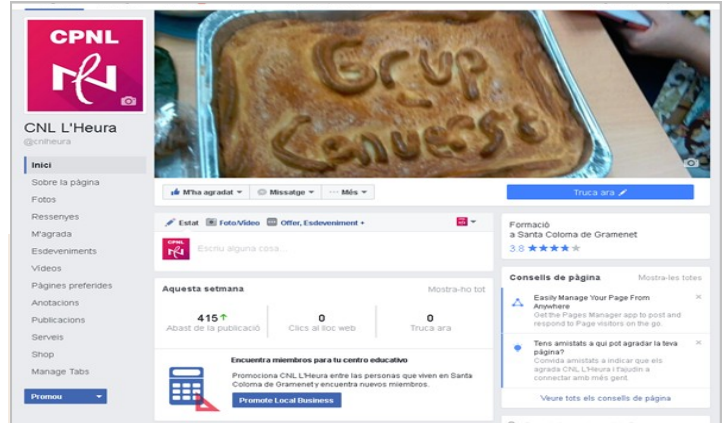 CPNL
CNL L'Heura
@cnlheura
Inici
Sobre la pàgina
Fotos
Ressenyes
M'agrada
Esdeveniments
Vídeos
Pàgines preferides
Anotacions
Publicacions
Serveis
Shop
Manage Tabs
Promou
Grup
Conversa
M'ha agradat
Missatge
Més
Truca ara
Estat
Foto/Vídeo
Offer, Esdeveniment +
CPNL
Escriu alguna cosa...
Aquesta setmana
Mostra-ho tot
415
Abast de la publicació
0
Clics al lloc web
0
Truca ara
Encuentra miembros para tu centro educativo
Promociona CNL L'Heura entre las personas que viven en Santa
Coloma de Gramenet y encuentra nuevos miembros.
Promote Local Business
Formació
a Santa Coloma de Gramenet
3.8 ★★★★★
Consells de pàgina
Mostra-les totes
Easily Manage Your Page From
Anywhere
Get the Pages Manager app to post and
respond to Page visitors on the go.
Tens amistats a qui pot agradar la teva
pàgina?
Convida amistats a indicar que els
agrada CNL L'Heura i t'ajudin a
connectar amb més gent.
Veure tots els consells de pàgina